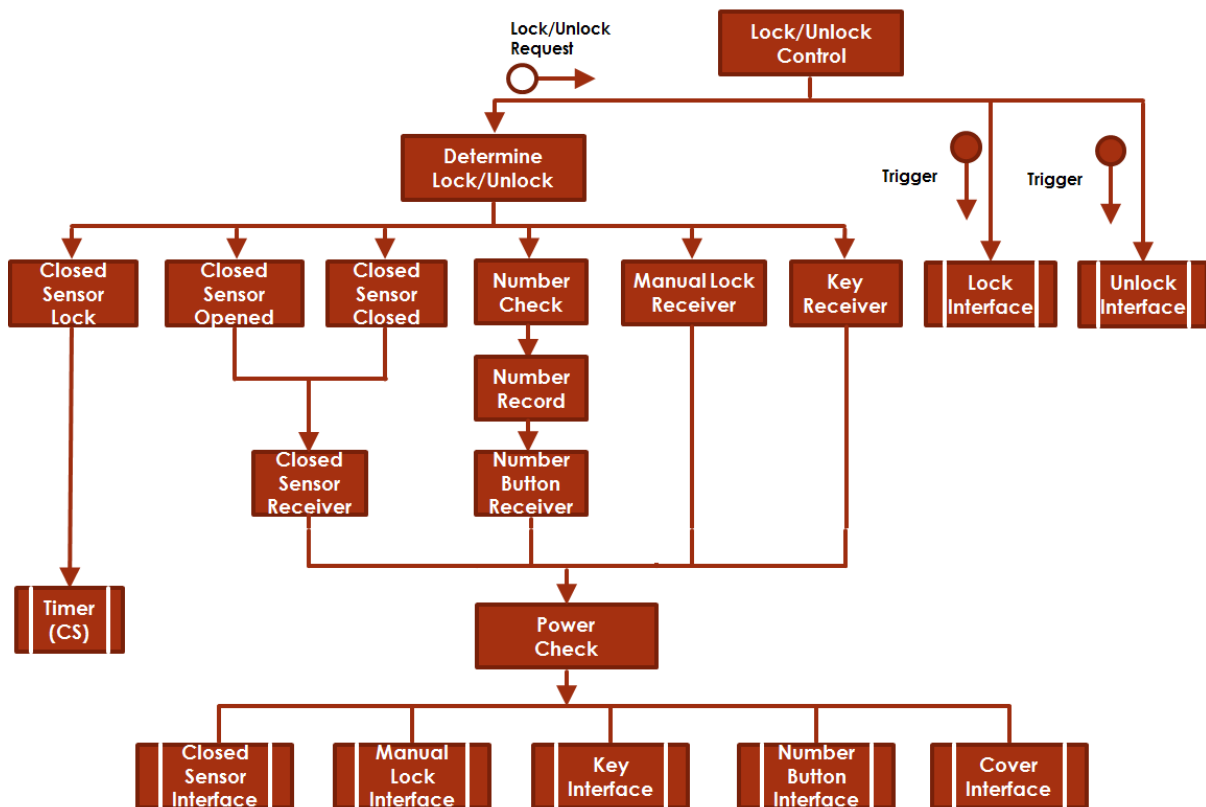 Lock/Unlock
Request
Lock/Unlock
Control
Determine
Lock/Unlock
Trigger
Trigger
Closed
Sensor
Lock
Closed
Sensor
Opened
Closed
Sensor
Closed
Number
Check
Manual Lock
Receiver
Key
Receiver
Lock
Interface
Unlock
Interface
Number
Record
Closed
Sensor
Receiver
Number
Button
Receiver
Timer
(CS)
Power
Check
Closed
Sensor
Interface
Manual
Lock
Interface
Key
Interface
Number
Button
Interface
Cover
Interface